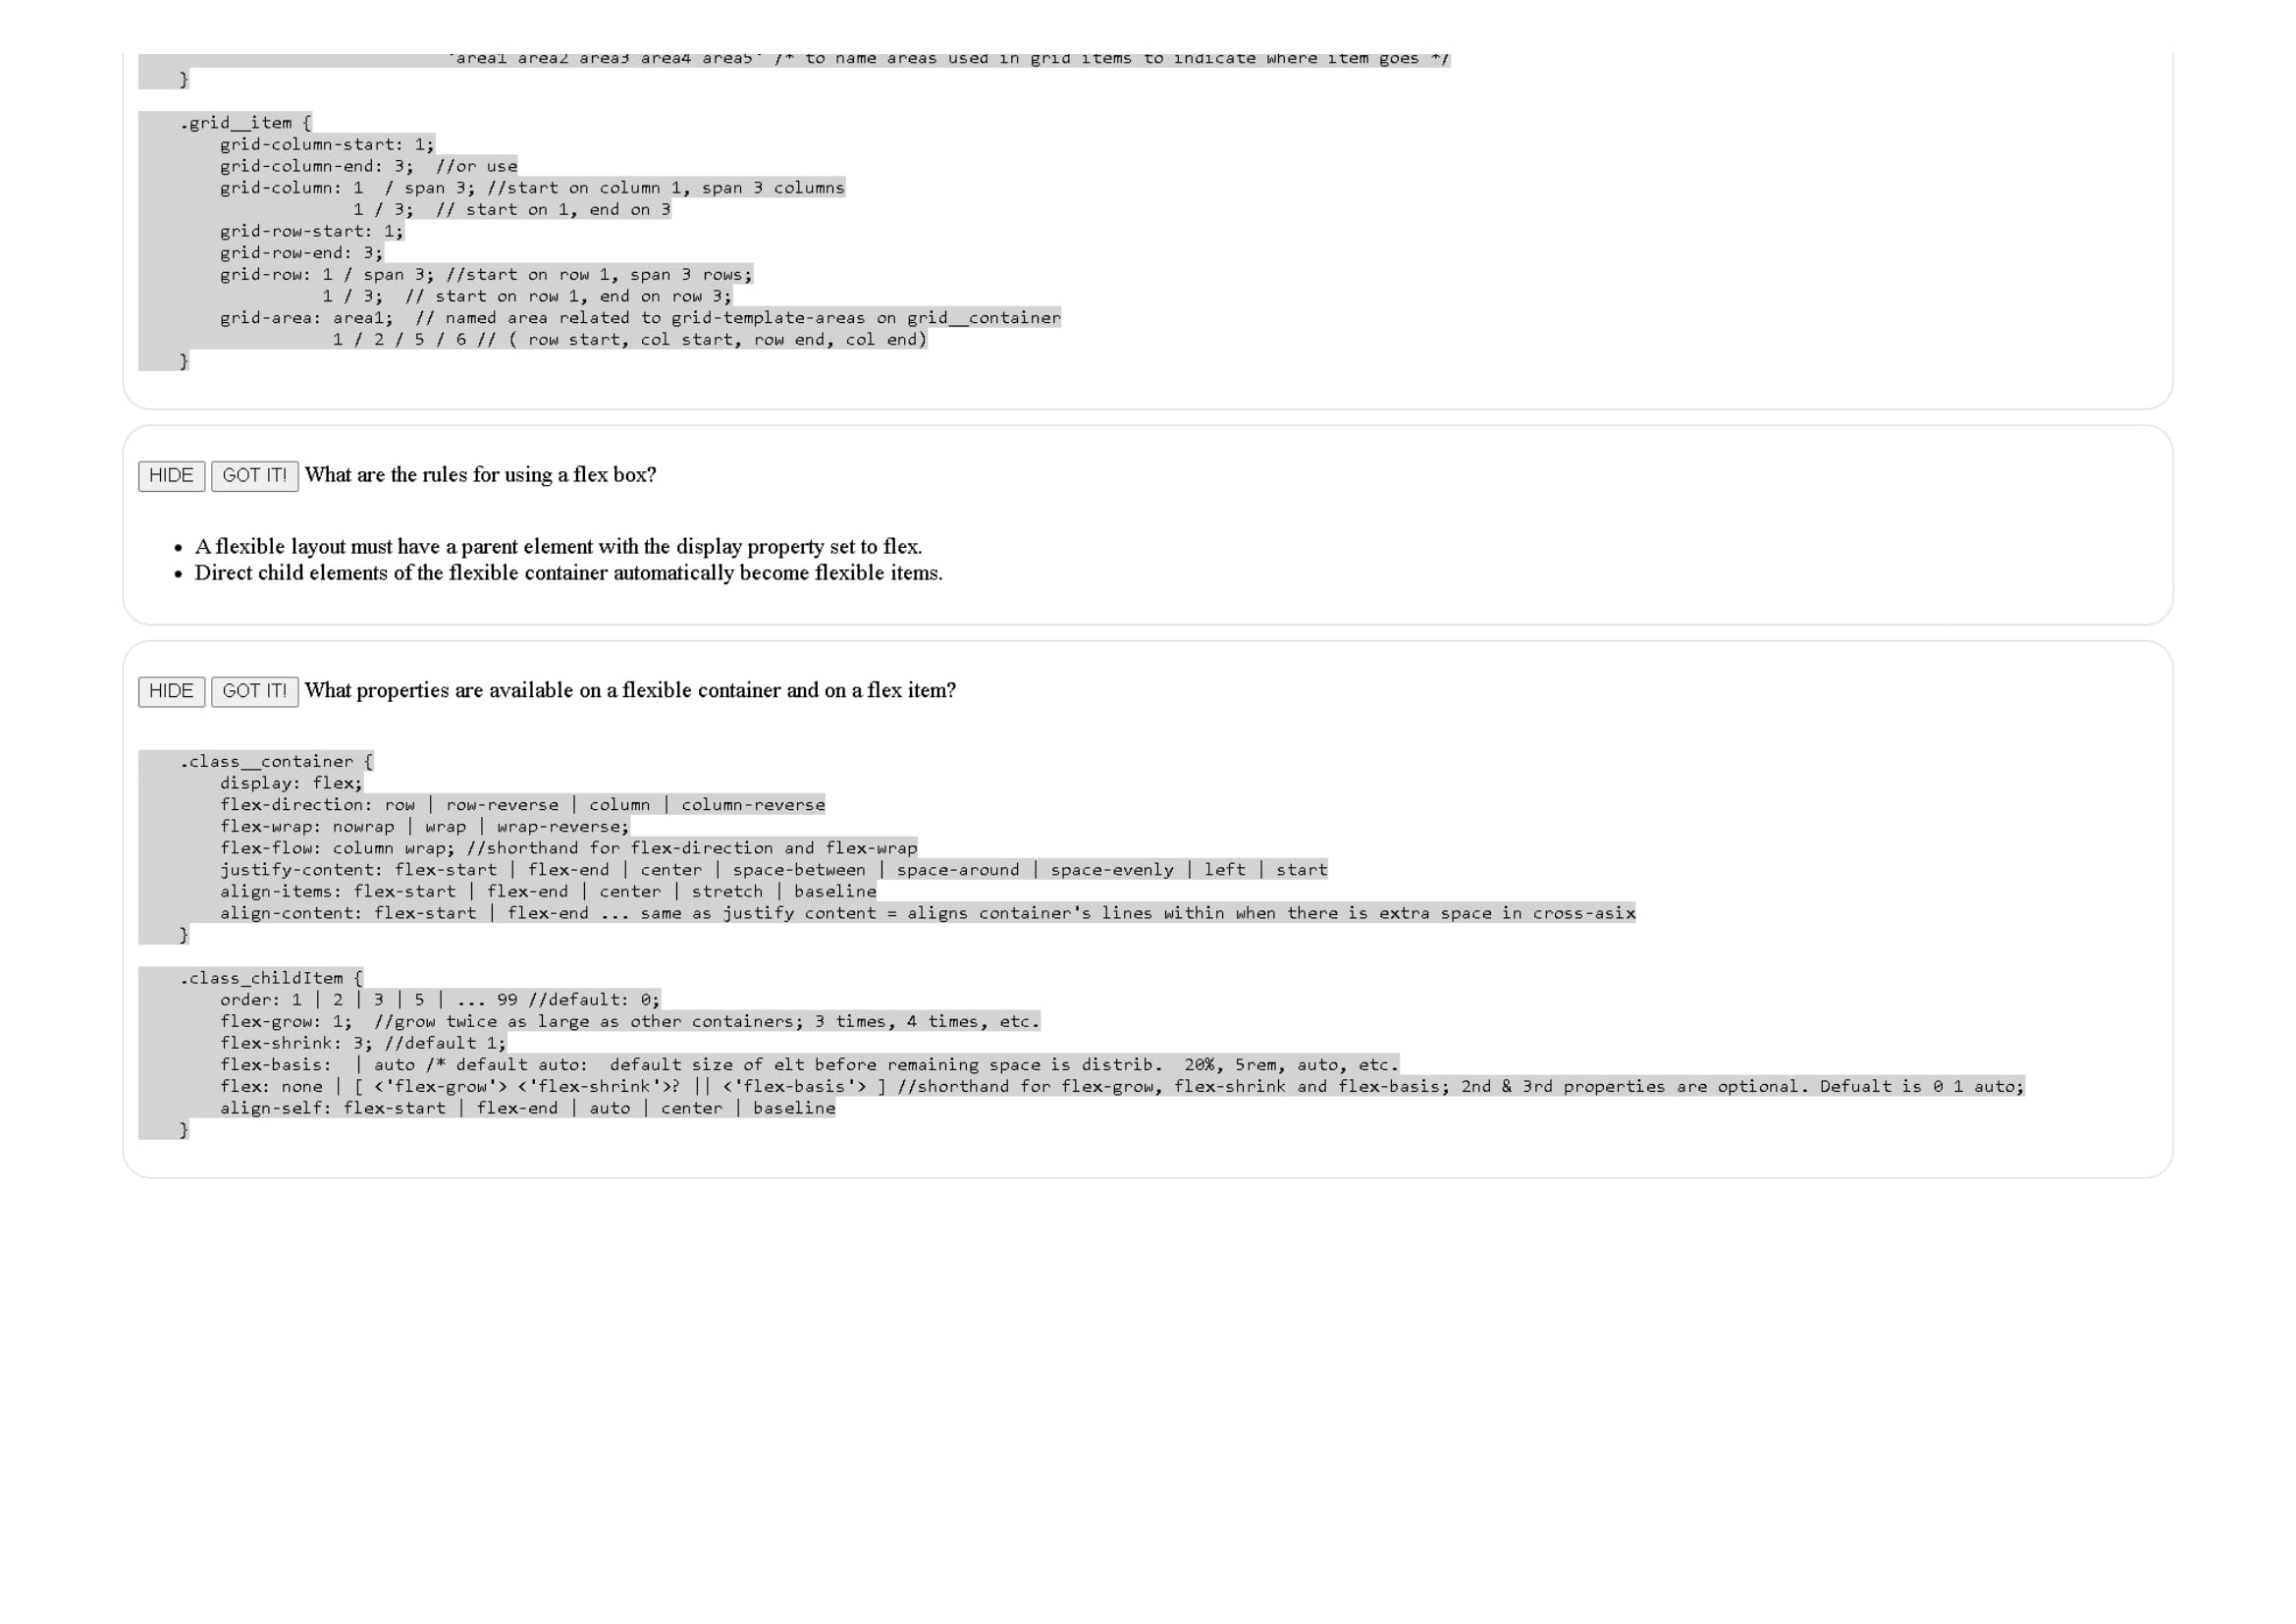 'area1 area2 area3 area4 area5' /* to name areas used in grid items to indicate where item goes */
}
.grid__item {
grid-column-start: 1;
grid-column-end: 3;  //or use
grid-column: 1  / span 3; //start on column 1, span 3 columns
1 / 3;  // start on 1, end on 3
grid-row-start: 1;
grid-row-end: 3;
grid-row: 1 / span 3; //start on row 1, span 3 rows;
1 / 3;  // start on row 1, end on row 3;
grid-area: area1;  // named area related to grid-template-areas on grid__container
1 / 2 / 5 / 6 // ( row start, col start, row end, col end)
}
HIDE GOT IT! What are the rules for using a flex box?
• A flexible layout must have a parent element with the display property set to flex.
• Direct child elements of the flexible container automatically become flexible items.
HIDE GOT IT! What properties are available on a flexible container and on a flex item?
.class__container {
display: flex;
flex-direction: row | row-reverse | column | column-reverse
flex-wrap: nowrap | wrap | wrap-reverse;
flex-flow: column wrap; //shorthand for flex-direction and flex-wrap
justify-content: flex-start | flex-end | center | space-between | space-around | space-evenly | left | start
align-items: flex-start | flex-end | center | stretch | baseline
align-content: flex-start | flex-end ... same as justify content = aligns container's lines within when there is extra space in cross-asix
}
.class_childItem {
order: 1 | 2 | 3 | 5 | ... 99 //default: 0;
flex-grow: 1;  //grow twice as large as other containers; 3 times, 4 times, etc.
flex-shrink: 3; //default 1;
flex-basis:  | auto /* default auto:  default size of elt before remaining space is distrib.  20%, 5rem, auto, etc.
flex: none | [ <'flex-grow'> <'flex-shrink'>? || <'flex-basis'> ] //shorthand for flex-grow, flex-shrink and flex-basis; 2nd & 3rd properties are optional. Defualt is 0 1 auto;
align-self: flex-start | flex-end | auto | center | baseline
}